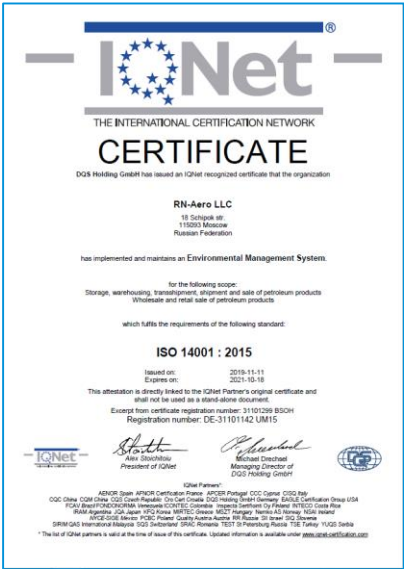 IQNet
®
THE INTERNATIONAL CERTIFICATION NETWORK
CERTIFICATE
DQS Holding GmbH has issued an IQNet recognized certificate that the organization
RN-Aero LLC
18 Schipok str.
115093 Moscow
Russian Federation
has implemented and maintains an Environmental Management System.
for the following scope:
Storage, warehousing, transshipment, shipment and sale of petroleum products
Wholesale and retail sale of petroleum products
which fulfils the requirements of the following standard:
ISO 14001 : 2015
Issued on: 2019-11-11
Expires on: 2021-10-18
This attestation is directly linked to the IQNet Partner's original certificate and
shall not be used as a stand-alone document.
Excerpt from certificate registration number: 31101299 BSOH
Registration number: DE-31101142 UM15
IQNet
Alex Stoichitoiu
President of IQNet
Michael Drechsel
Managing Director of
DQS Holding GmbH
IQNet Partners*:
AENOR Spain AFNOR Certification France APCER Portugal CCC Cyprus CISQ Italy
CQC China CQM China CQS Czech Republic Cro Cert Croatia DQS Holding GmbH Germany EAGLE Certification Group USA
FCAV Brazil FONDONORMA Venezuela ICONTEC Colombia Inspecta Sertifiointi Oy Finland INTECO Costa Rica
IRAM Argentina JQA Japan KFQ Korea MIRTEC Greece MSZT Hungary Nemko AS Norway NSAI Ireland
NYCE-SIGE México PCBC Poland Quality Austria Austria RR Russia SII Israel SIQ Slovenia
SIRIM QAS International Malaysia SQS Switzerland SRAC Romania TEST St Petersburg Russia TSE Turkey YUQS Serbia
* The list of IQNet partners is valid at the time of issue of this certificate. Updated information is available under www.iqnet-certification.com